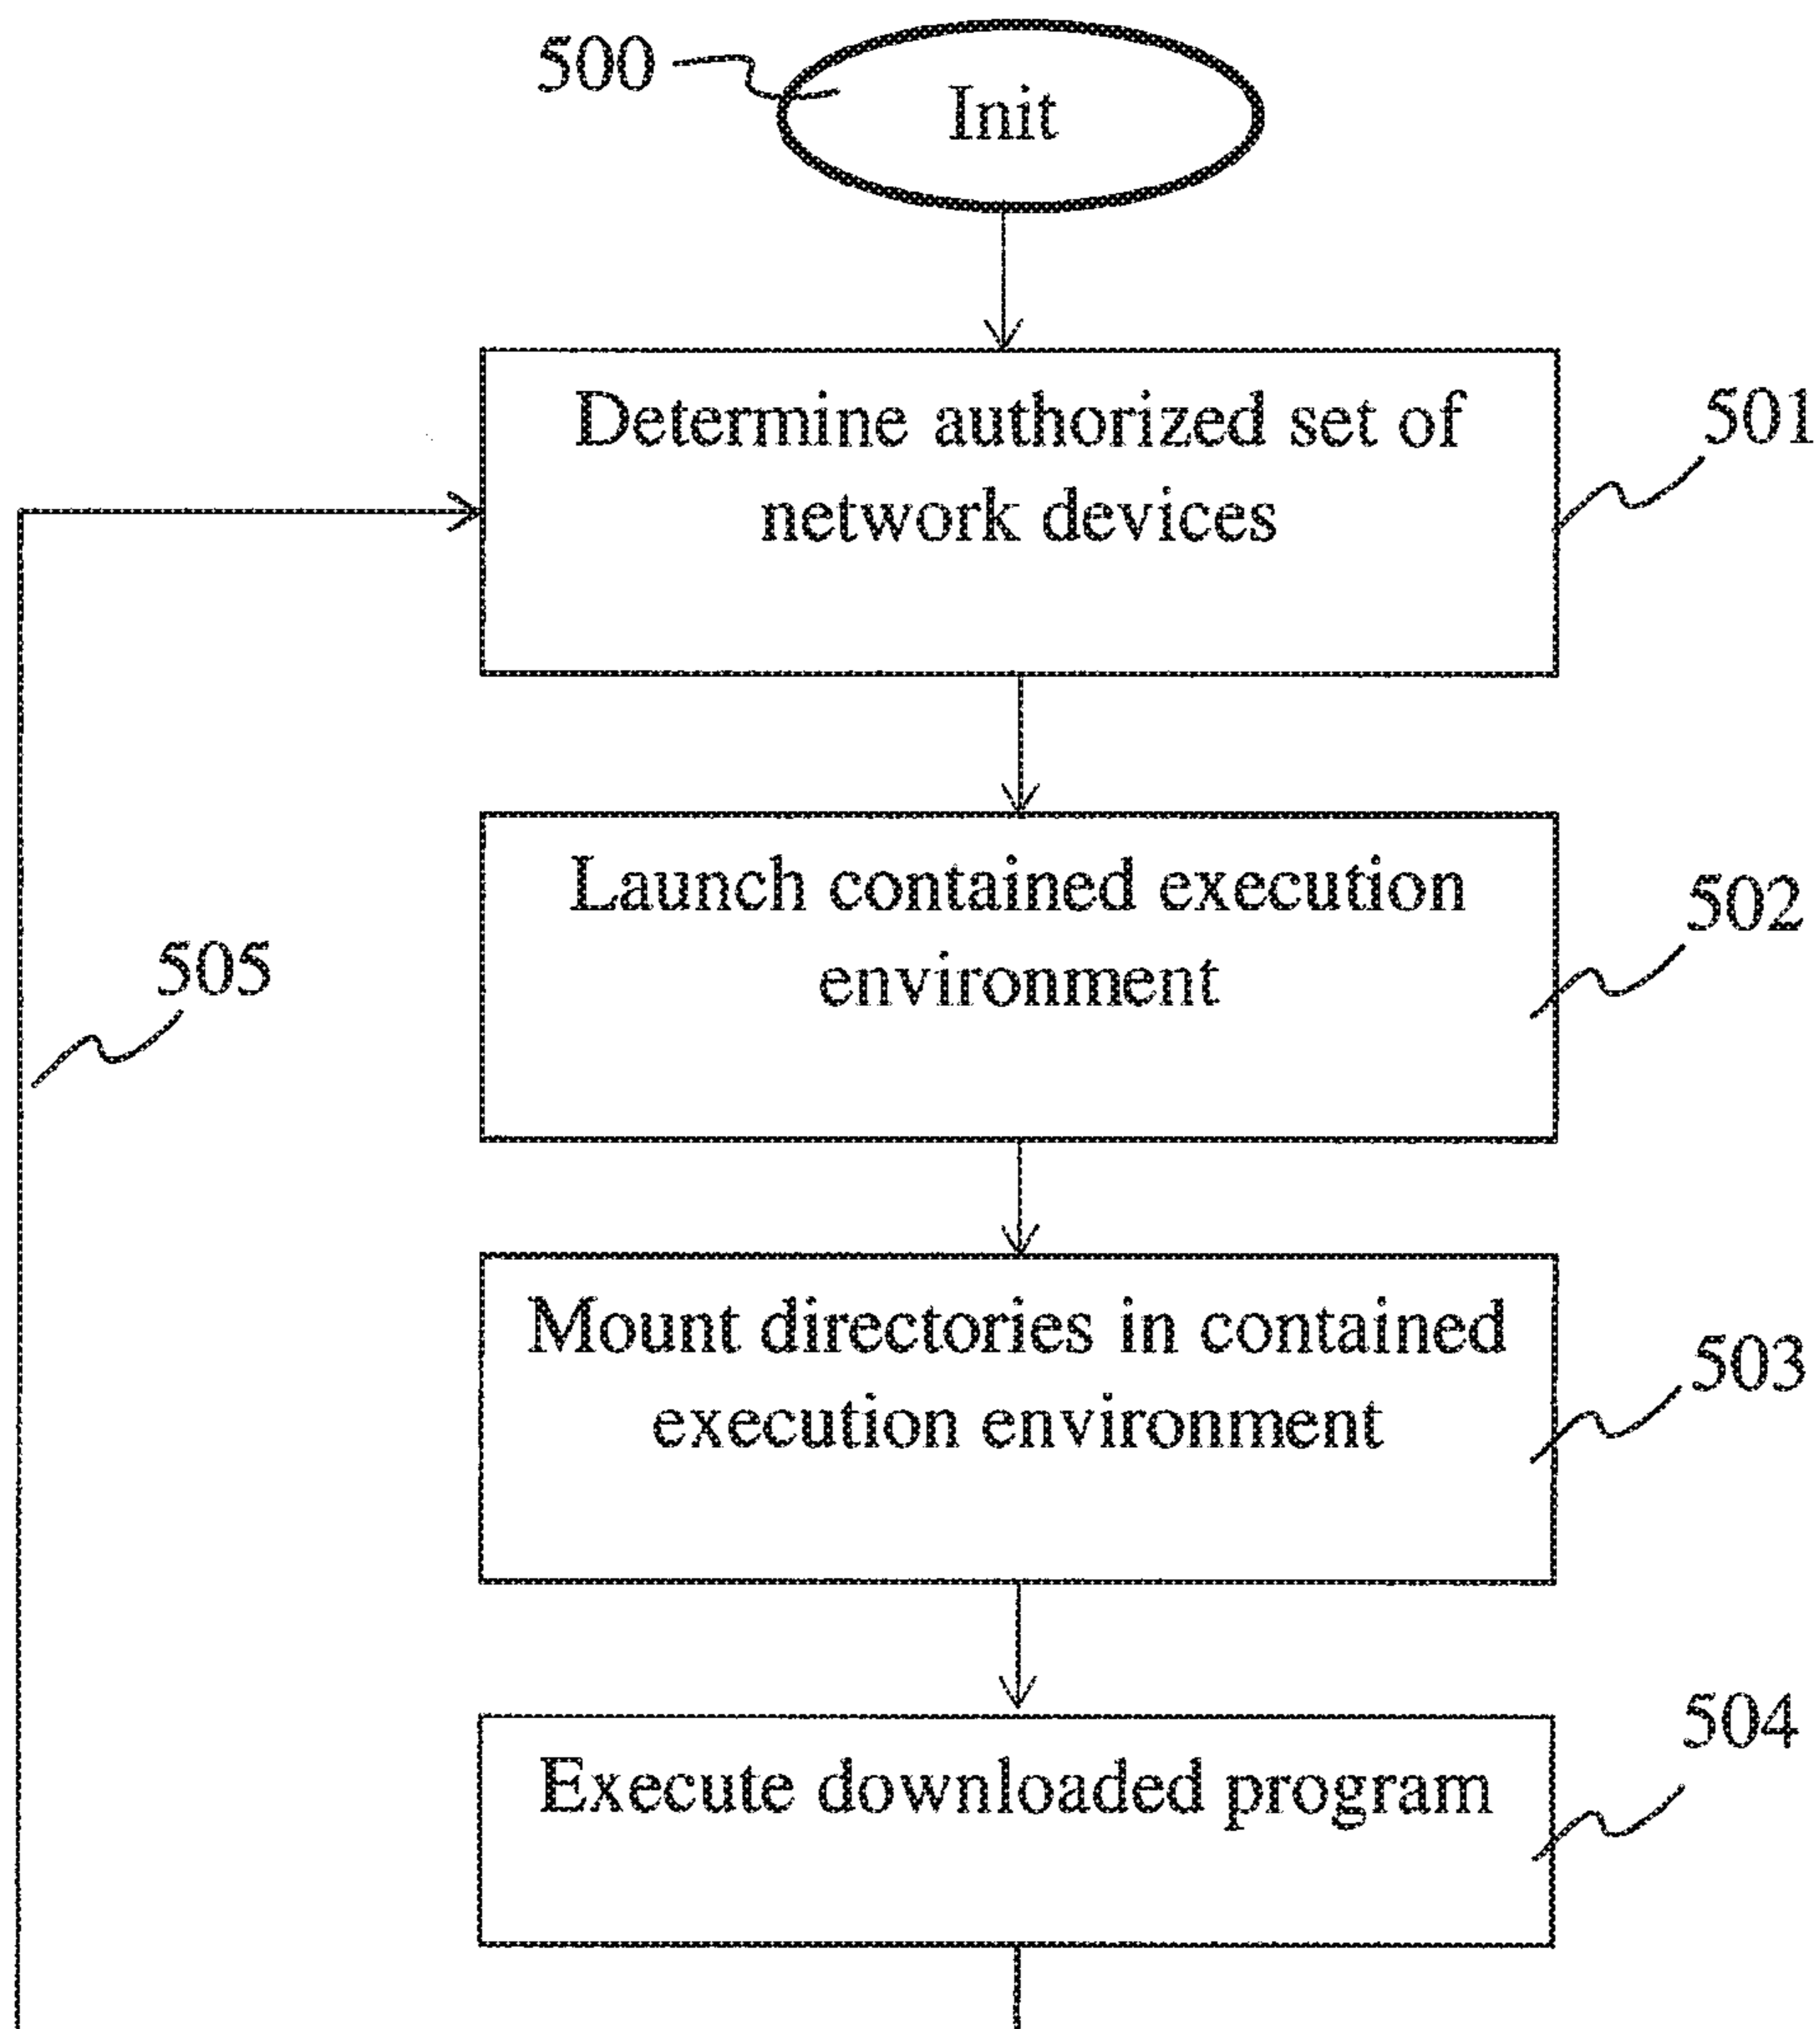 500
Init
Determine authorized set of
network devices
501
Launch contained execution
environment
502
505
Mount directories in contained
execution environment
503
Execute downloaded program
504